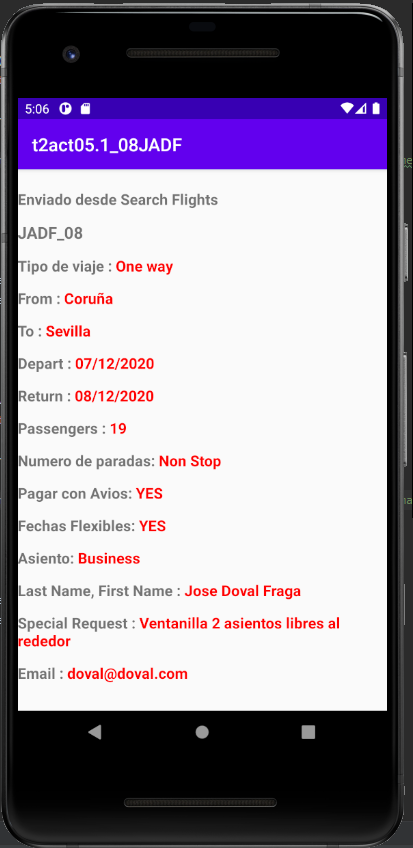 5:06
t2act05.1_08JADF
Enviado desde Search Flights
JADF_08
Tipo de viaje : One way
From : Coruña
To : Sevilla
Depart : 07/12/2020
Return : 08/12/2020
Passengers : 19
Numero de paradas: Non Stop
Pagar con Avios: YES
Fechas Flexibles: YES
Asiento: Business
Last Name, First Name : Jose Doval Fraga
Special Request : Ventanilla 2 asientos libres al
rededor
Email : doval@doval.com